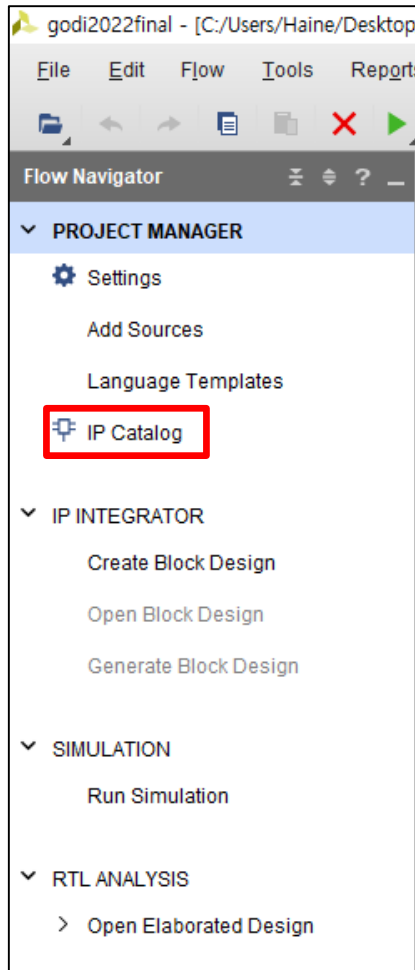 godi2022final - [C:/Users/Haine/Desktop
File Edit Flow Tools Reports
Flow Navigator ? _
PROJECT MANAGER
Settings
Add Sources
Language Templates
IP Catalog
IP INTEGRATOR
Create Block Design
Open Block Design
Generate Block Design
SIMULATION
Run Simulation
RTL ANALYSIS
Open Elaborated Design